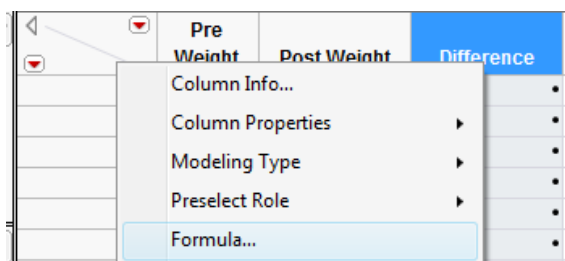 Pre
Weight Post Weight Difference
Column Info...
Column Properties
Modeling Type
Preselect Role
Formula...